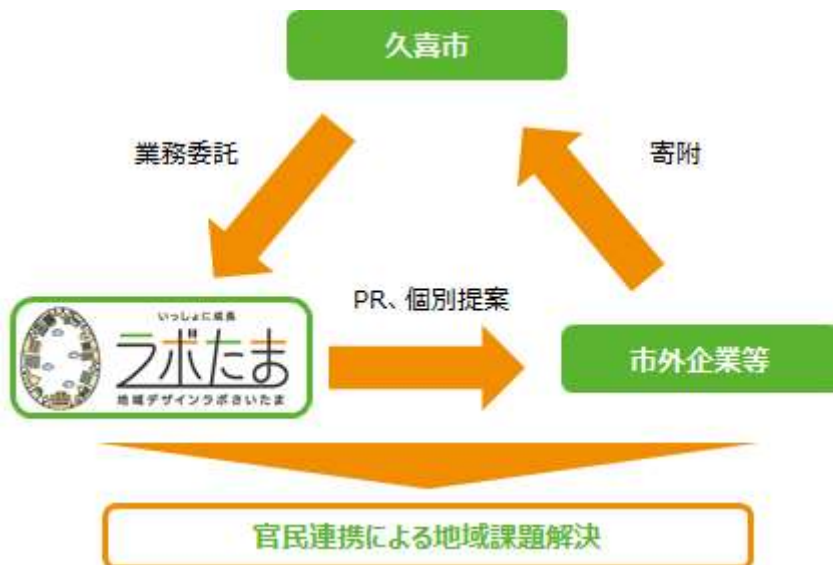 久喜市
業務委託
寄附
PR、個別提案
いっしょに成長
ラボたま
地域デザインラボさいたま
市外企業等
官民連携による地域課題解決